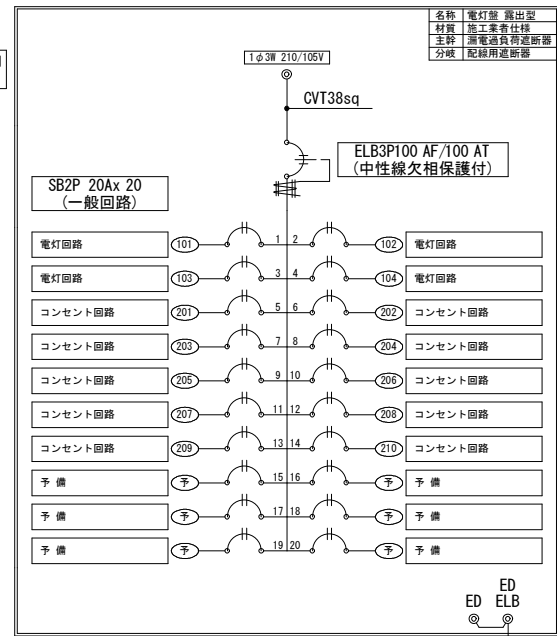 名称 電灯盤 露出型
材質 施工業者仕様
主幹 漏電過負荷遮断器
分岐 配線用遮断器
1φ3W 210/105V
CVT38sq
ELB3P100 AF/100 AT
(中性線欠相保護付)
SB2P 20Ax 20
(一般回路)
電灯回路 101 1 2 102 電灯回路
電灯回路 103 3 4 104 電灯回路
コンセント回路 201 5 6 202 コンセント回路
コンセント回路 203 7 8 204 コンセント回路
コンセント回路 205 9 10 206 コンセント回路
コンセント回路 207 11 12 208 コンセント回路
コンセント回路 209 13 14 210 コンセント回路
予 備 予 15 16 予 予 備
予 備 予 17 18 予 予 備
予 備 予 19 20 予 予 備
ED
ED ELB